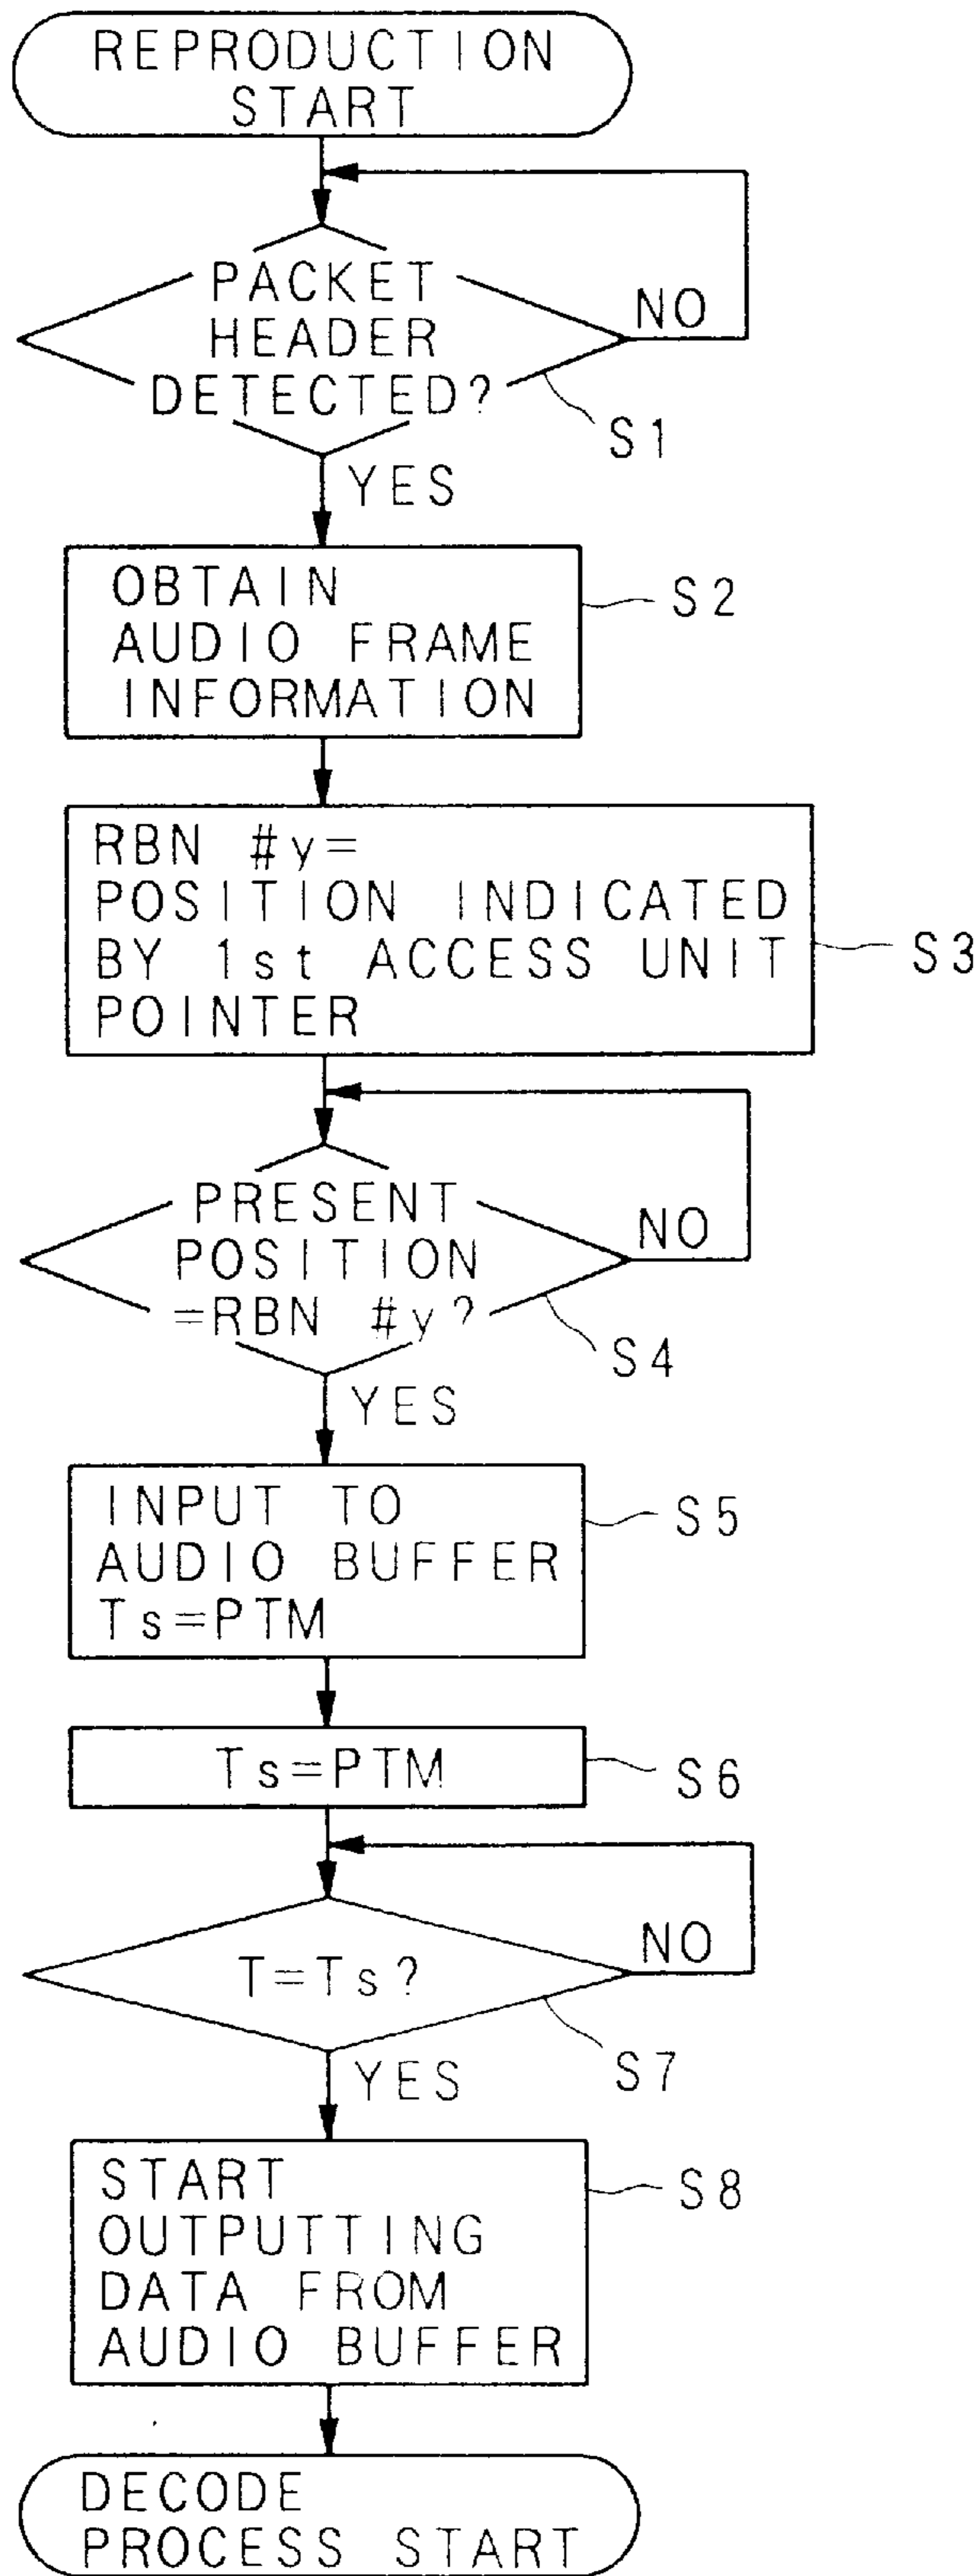 REPRODUCTION
START
PACKET
HEADER
DETECTED?
NO
S1
YES
OBTAIN
AUDIO FRAME
INFORMATION
S2
RBN #y=
POSITION INDICATED
BY 1st ACCESS UNIT
POINTER
S3
PRESENT
POSITION
=RBN #y?
NO
S4
YES
INPUT TO
AUDIO BUFFER
Ts=PTM
S5
Ts=PTM
S6
T=Ts?
NO
S7
YES
START
OUTPUTTING
DATA FROM
AUDIO BUFFER
S8
DECODE
PROCESS START